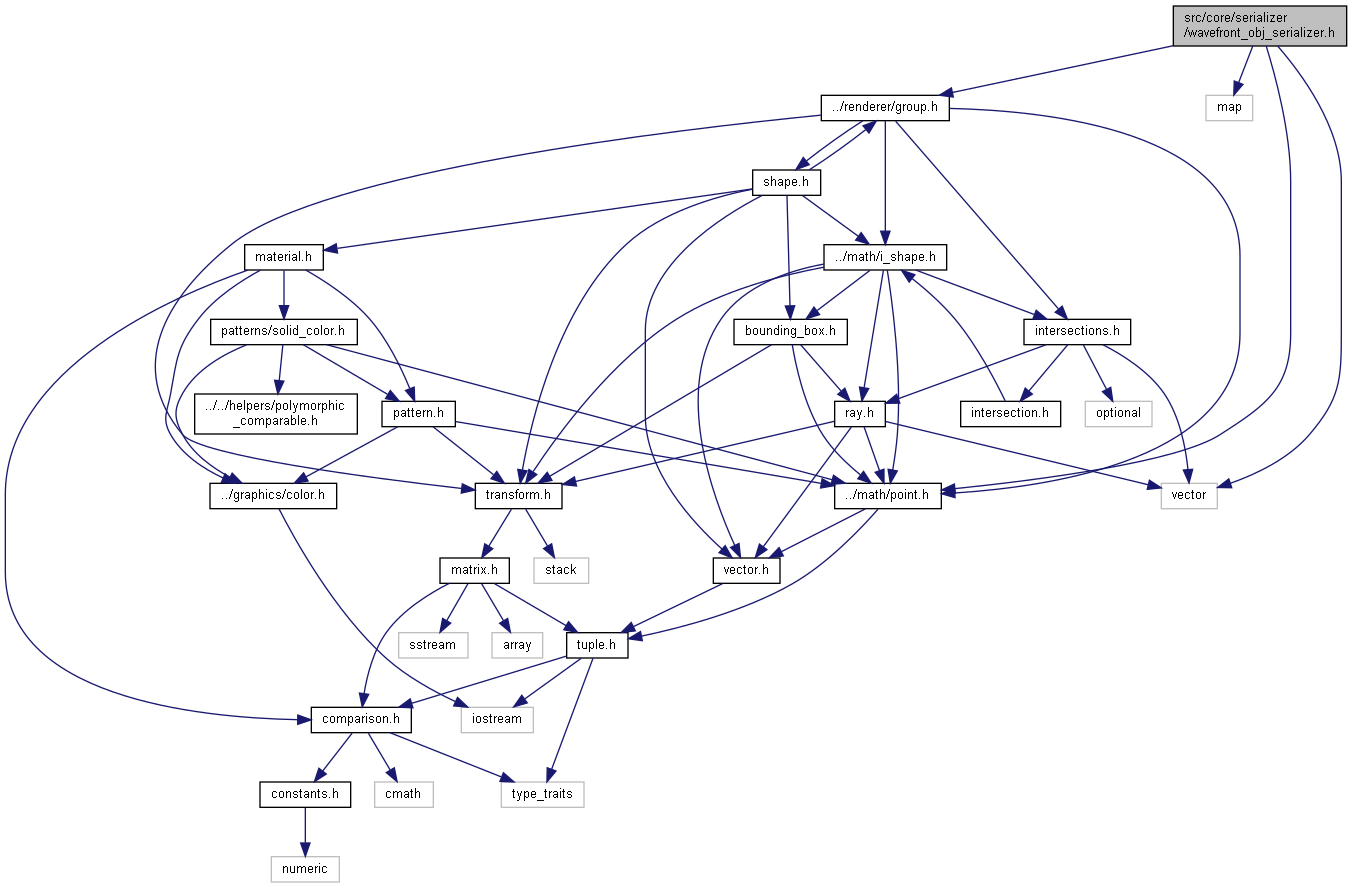 src/core/serializer
/wavefront_obj_serializer.h
../renderer/group.h
map
shape.h
material.h
../math/i_shape.h
patterns/solid_color.h
bounding_box.h
intersections.h
../../helpers/polymorphic
_comparable.h
pattern.h
ray.h
intersection.h
optional
../graphics/color.h
transform.h
../math/point.h
vector
matrix.h
stack
vector.h
sstream
array
tuple.h
comparison.h
iostream
constants.h
cmath
type_traits
numeric